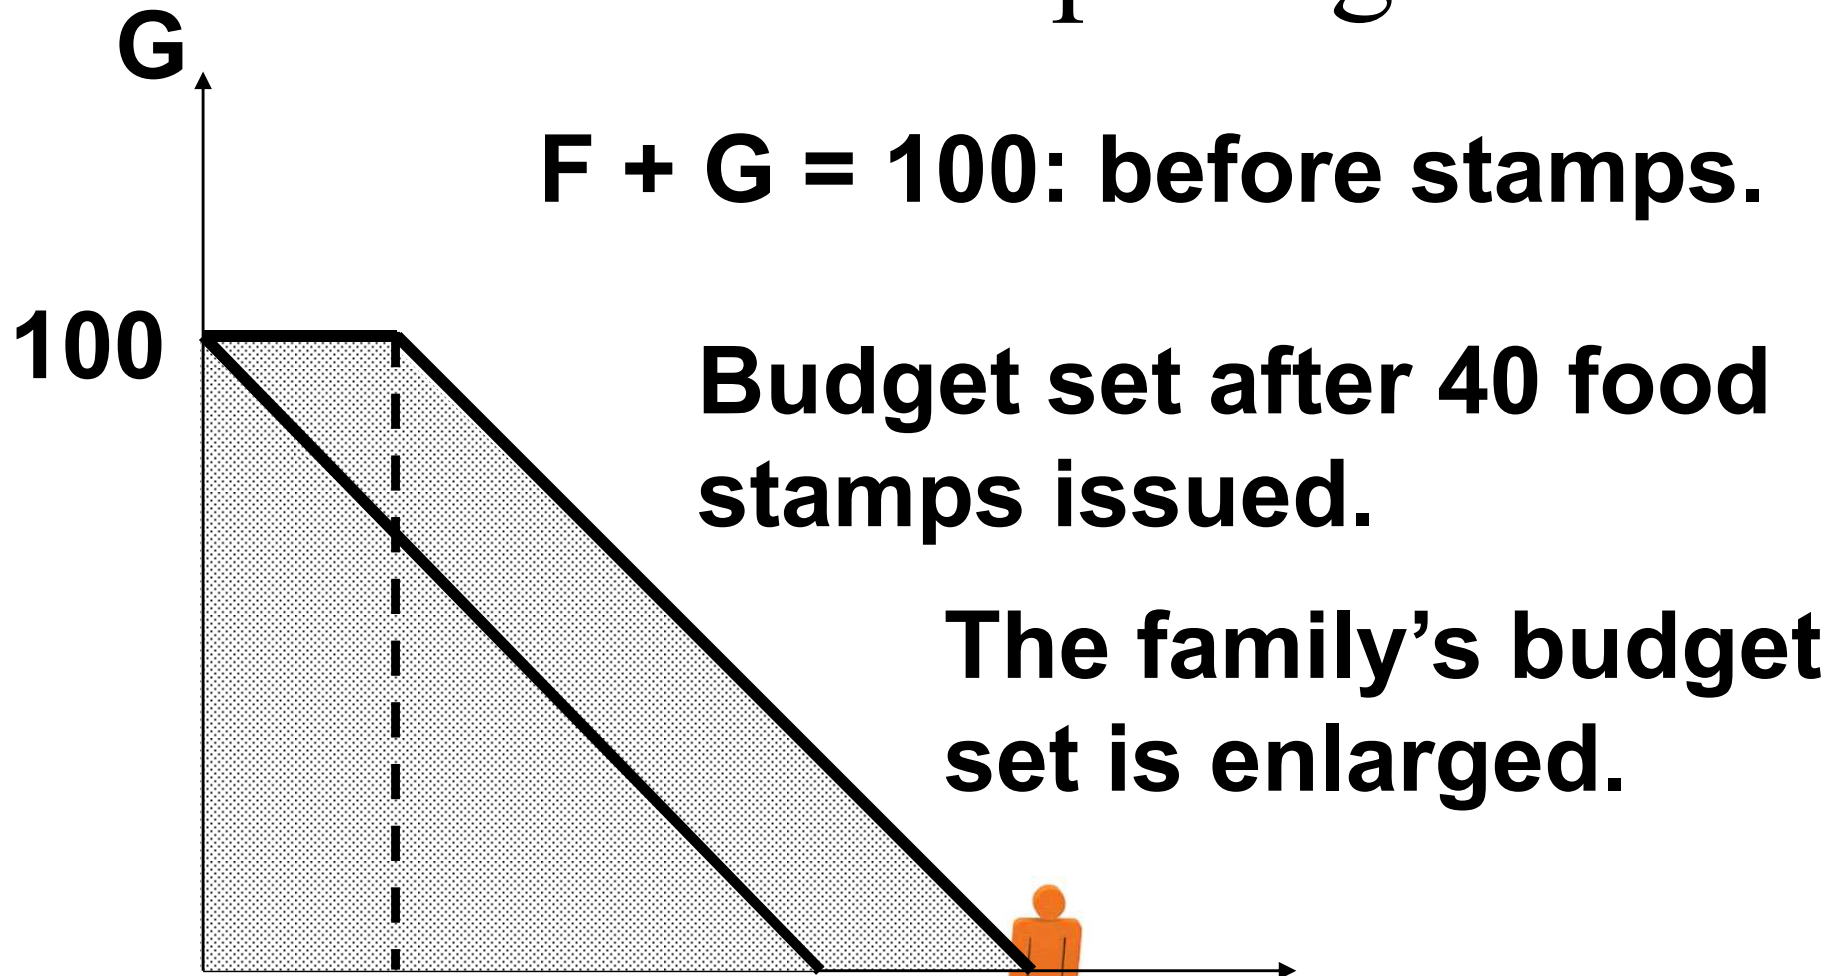 G
F + G = 100: before stamps.
100
Budget set after 40 food
stamps issued.
The family’s budget
set is enlarged.